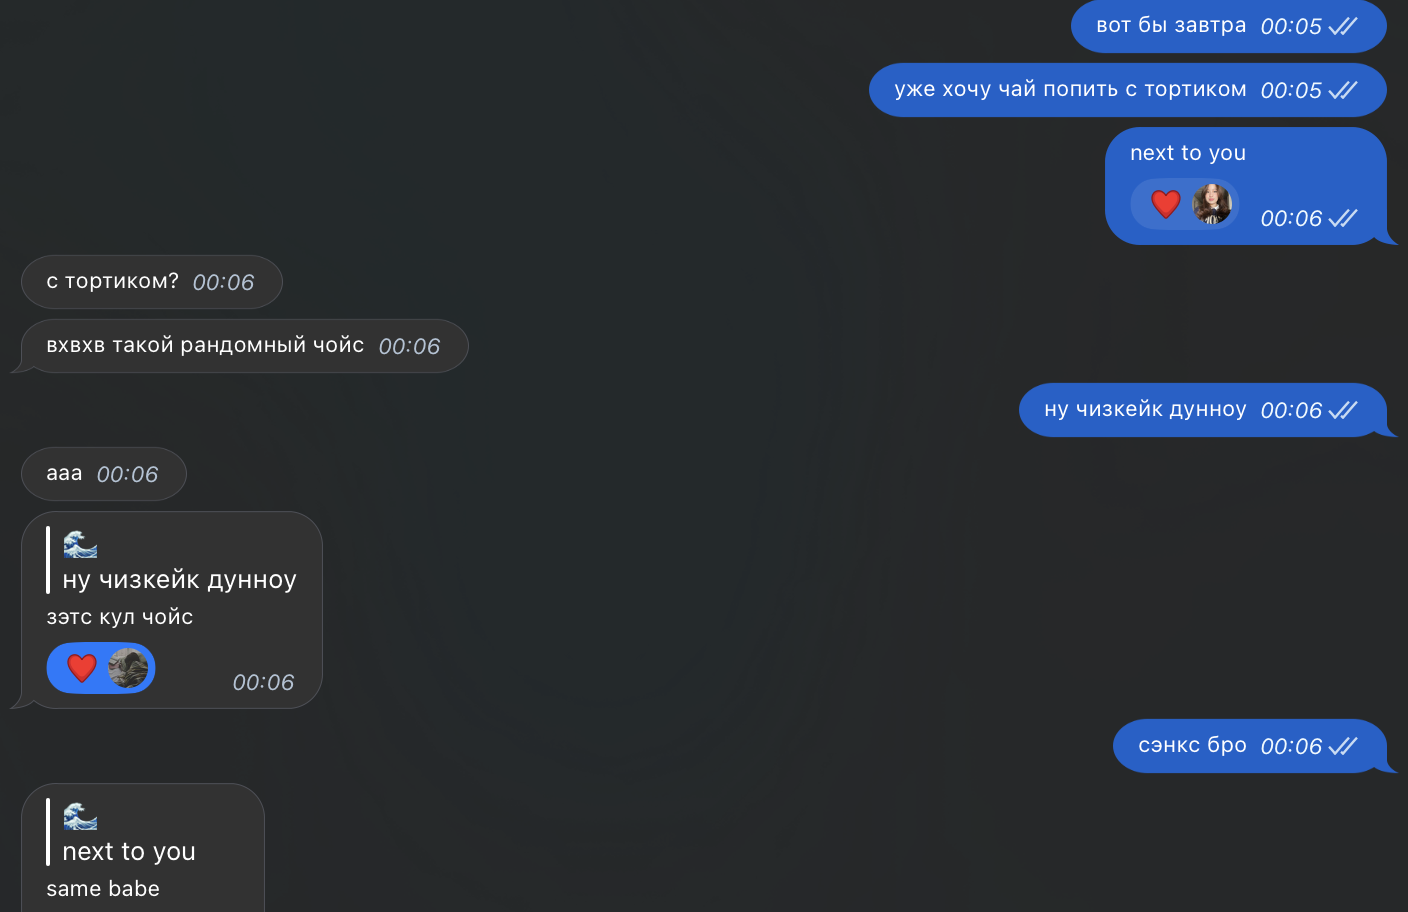 вот бы завтра 00:05
уже хочу чай попить с тортиком 00:05
next to you
00:06
с тортиком? 00:06
вхвхв такой рандомный чойс 00:06
ну чизкейк дунноу 00:06
ааа 00:06
ну чизкейк дунноу
зэтс кул чойс
00:06
сэнкс бро 00:06
next to you
same babe